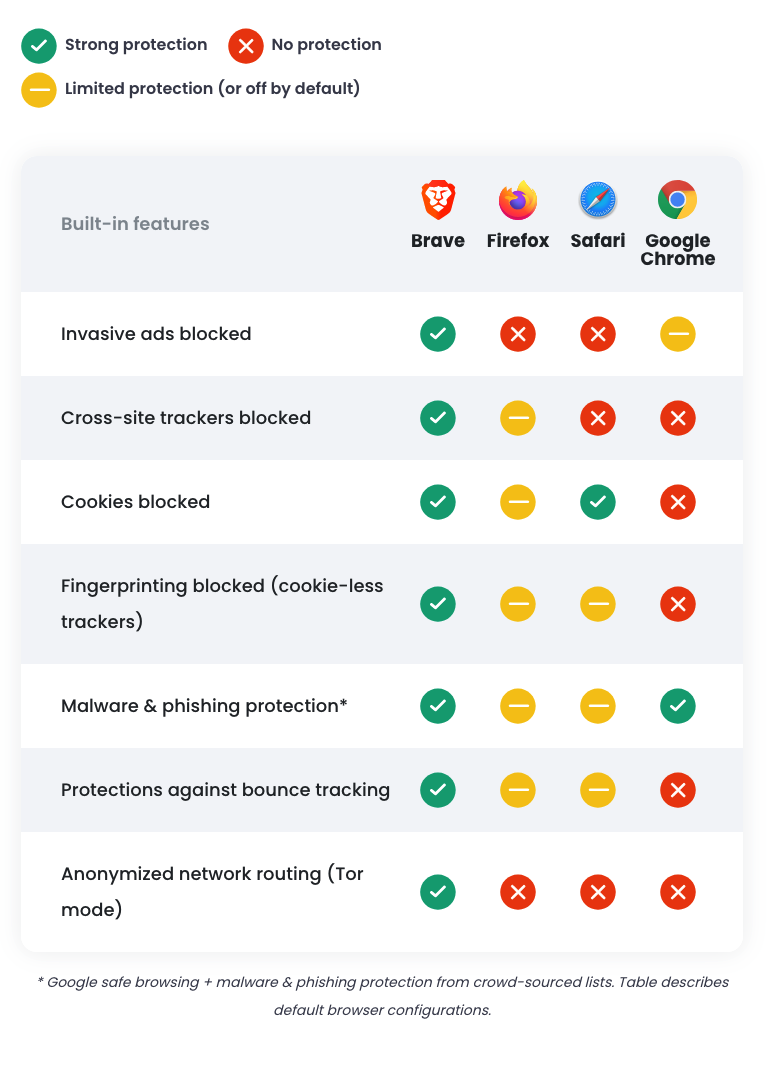 Strong protection
No protection
Limited protection (or off by default)
Built-in features
Brave
Firefox
Safari
Google
Chrome
Invasive ads blocked
Cross-site trackers blocked
Cookies blocked
Fingerprinting blocked (cookie-less
trackers)
Malware & phishing protection*
Protections against bounce tracking
Anonymized network routing (Tor
mode)
* Google safe browsing + malware & phishing protection from crowd-sourced lists. Table describes
default browser configurations.